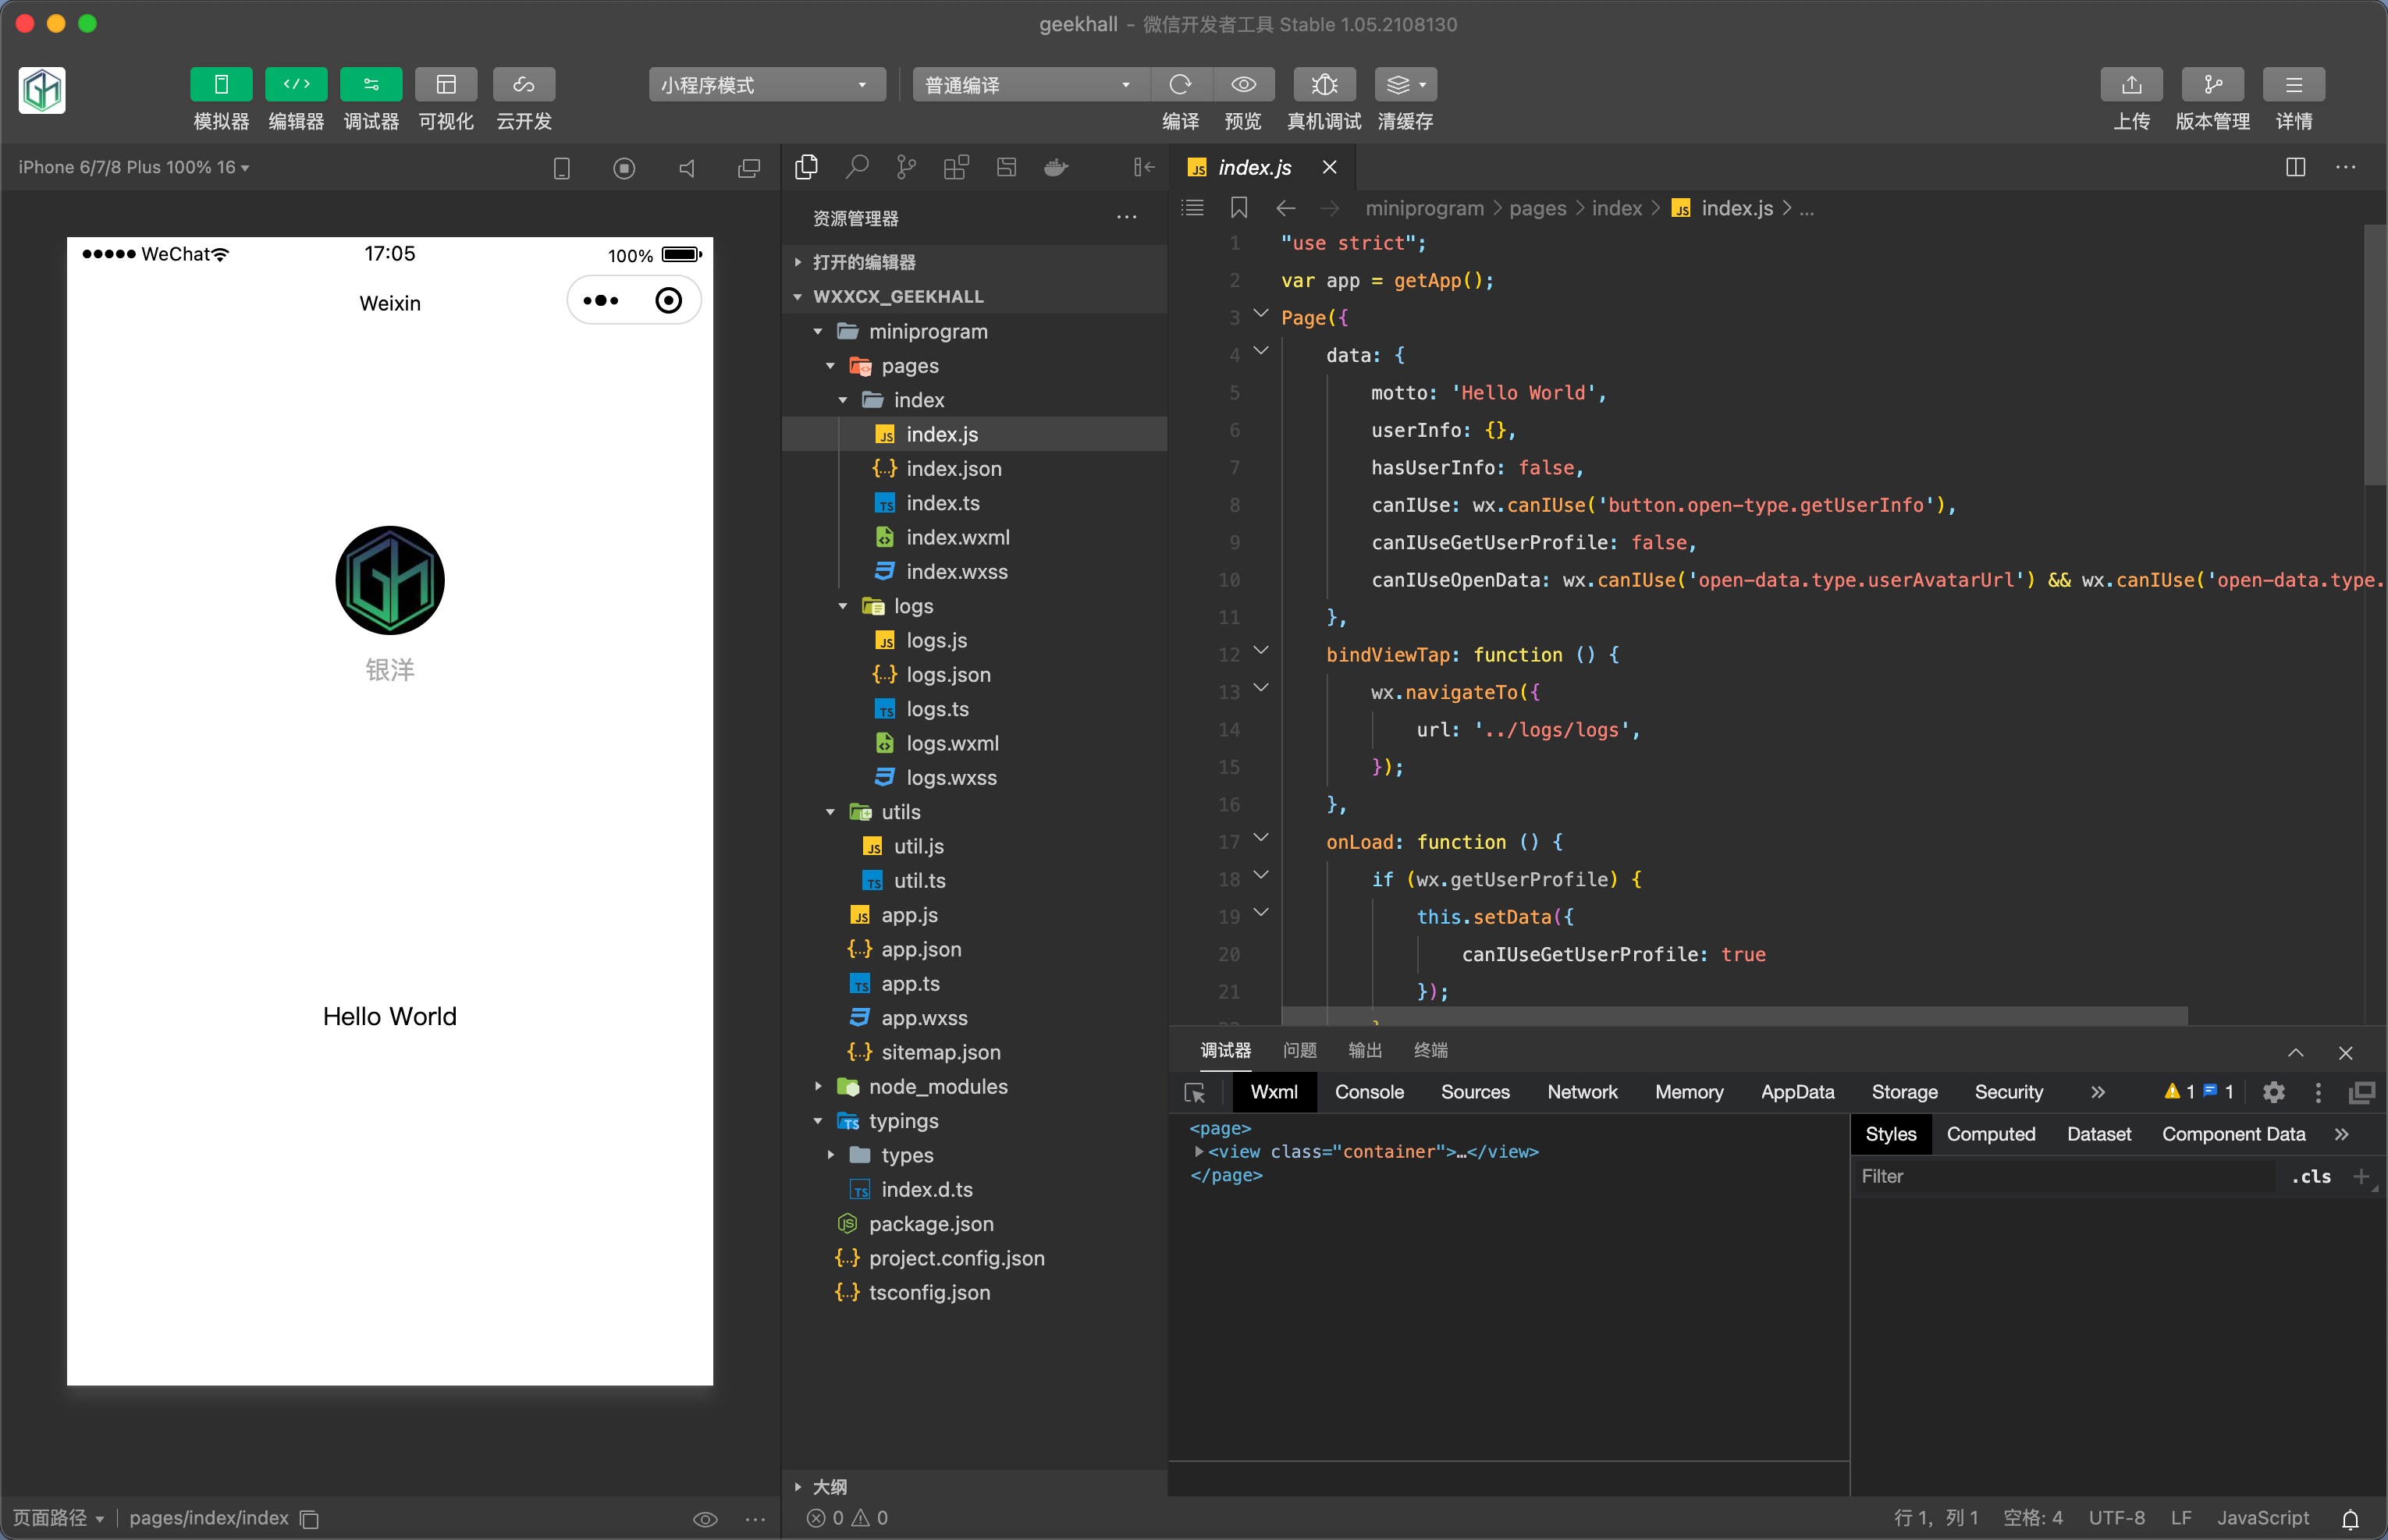 geekhall - 微信开发者工具 Stable 1.05.2108130
模拟器 编辑器 调试器 可视化 云开发
小程序模式
普通编译
编译 预览 真机调试 清缓存
上传 版本管理 详情
iPhone 6/7/8 Plus 100% 16
WeChat 17:05 100%
Weixin
银洋
Hello World
页面路径 pages/index/index
资源管理器
打开的编辑器
WXXCX_GEEKHALL
miniprogram
pages
index
index.js
index.json
index.ts
index.wxml
index.wxss
logs
logs.js
logs.json
logs.ts
logs.wxml
logs.wxss
utils
util.js
util.ts
app.js
app.json
app.ts
app.wxss
sitemap.json
node_modules
typings
types
index.d.ts
package.json
project.config.json
tsconfig.json
大纲
0 0
index.js
miniprogram > pages > index > index.js > ...
1 "use strict";
2 var app = getApp();
3 Page({
4 data: {
5 motto: 'Hello World',
6 userInfo: {},
7 hasUserInfo: false,
8 canIUse: wx.canIUse('button.open-type.getUserInfo'),
9 canIUseGetUserProfile: false,
10 canIUseOpenData: wx.canIUse('open-data.type.userAvatarUrl') && wx.canIUse('open-data.type.
11 },
12 bindViewTap: function () {
13 wx.navigateTo({
14 url: '../logs/logs',
15 });
16 },
17 onLoad: function () {
18 if (wx.getUserProfile) {
19 this.setData({
20 canIUseGetUserProfile: true
21 });
调试器 问题 输出 终端
Wxml Console Sources Network Memory AppData Storage Security 1 1
<page>
<view class="container">…</view>
</page>
Styles Computed Dataset Component Data
Filter .cls
行 1，列 1 空格: 4 UTF-8 LF JavaScript